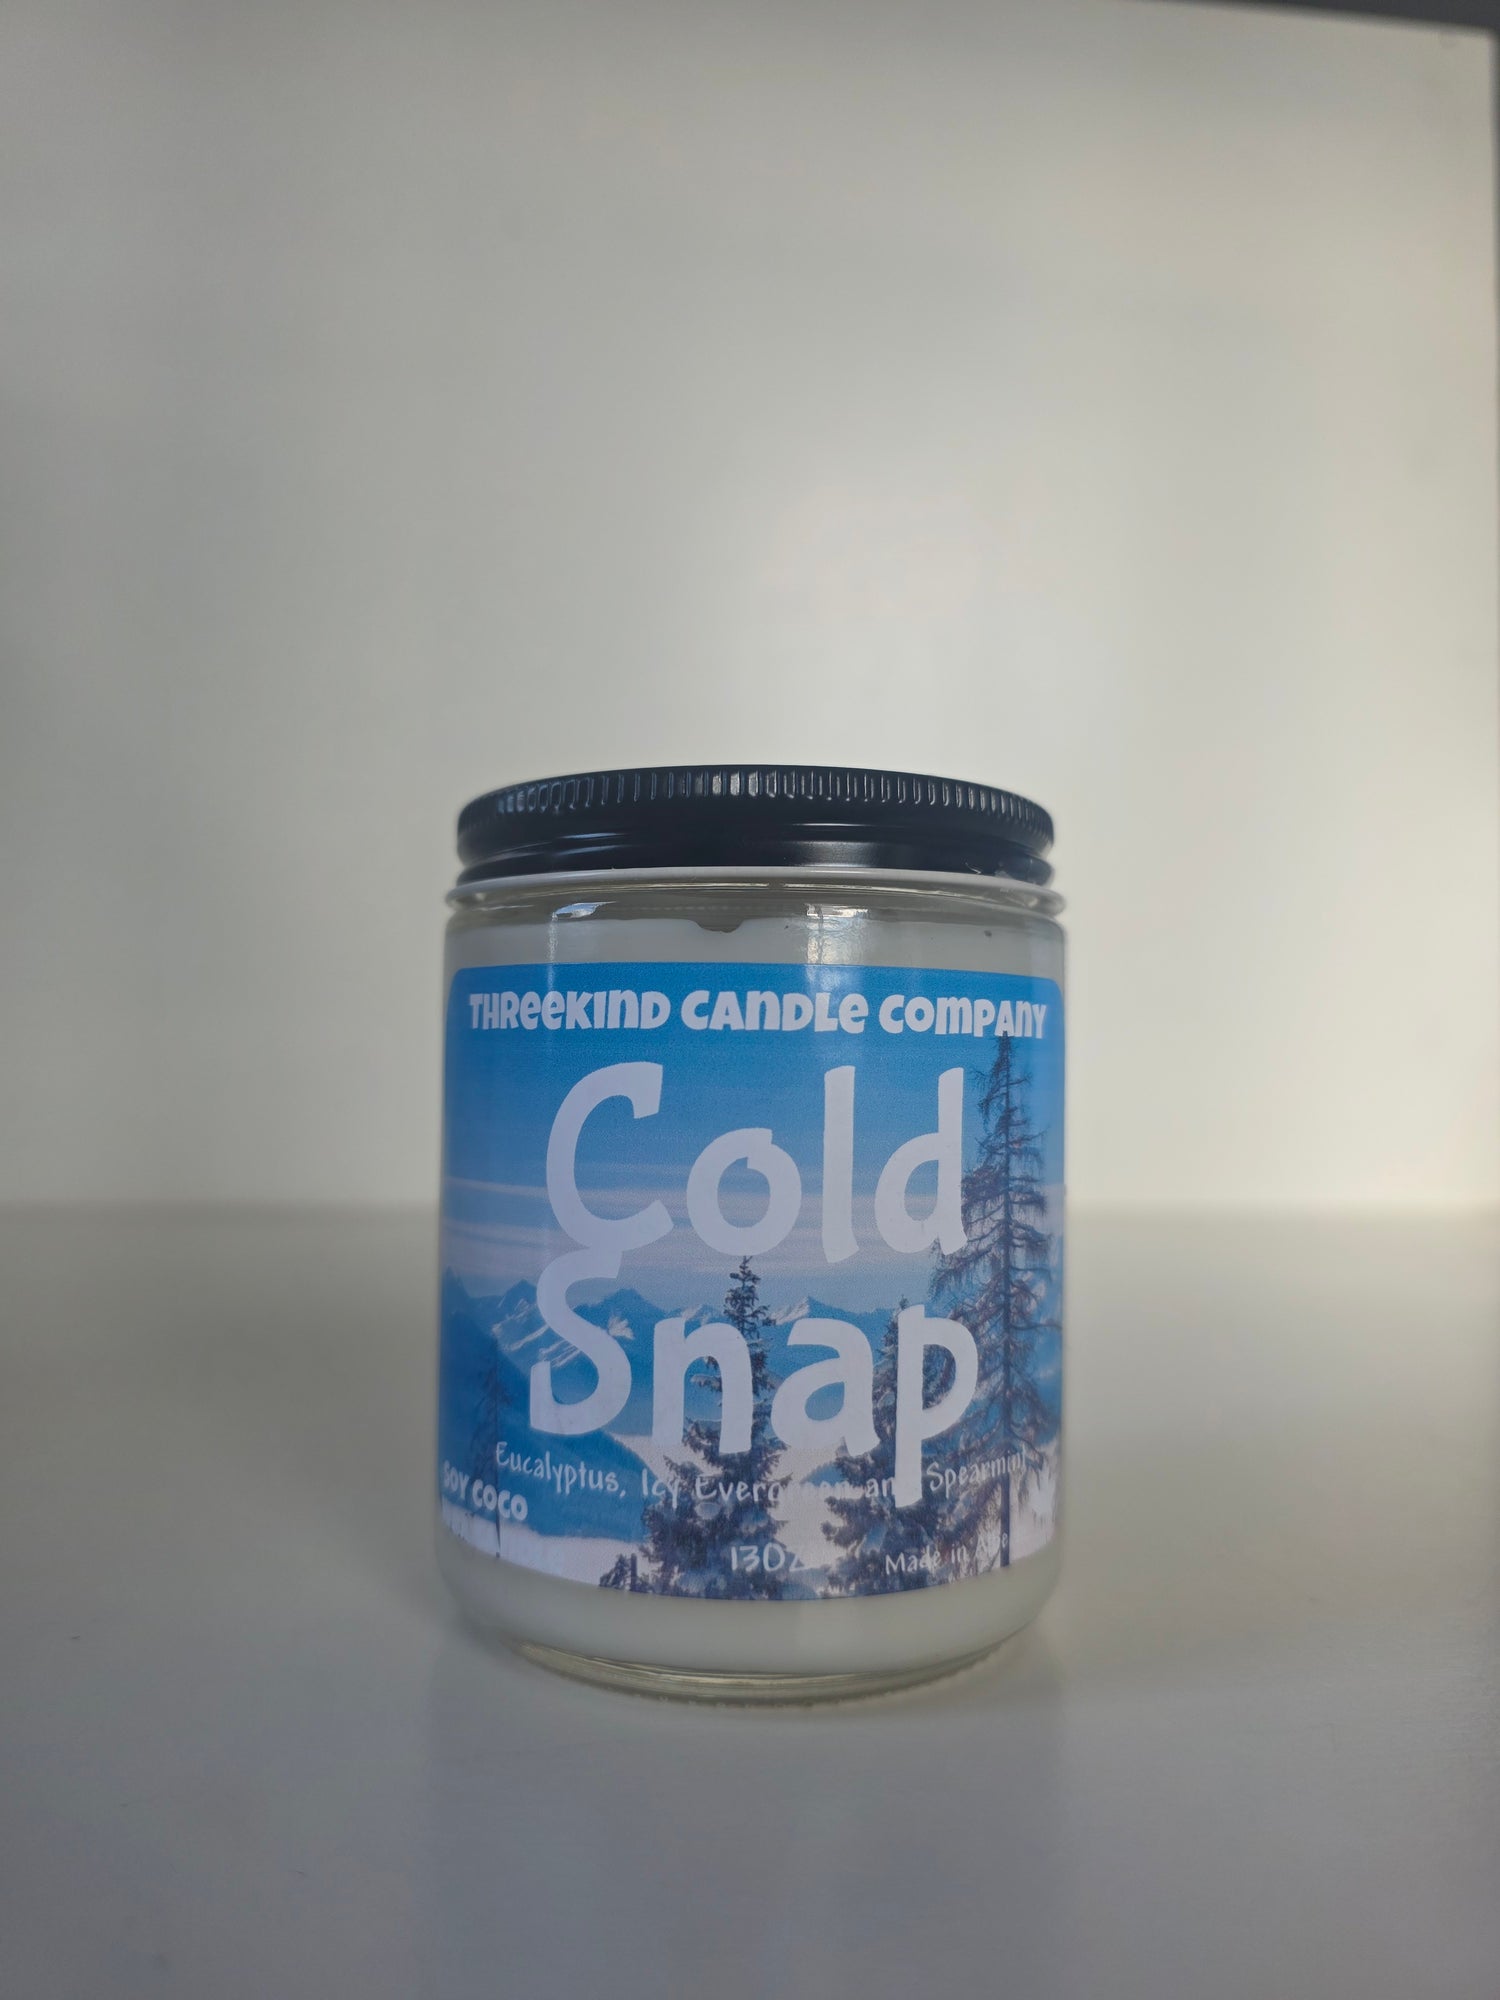 THREEKIND CANDLE COMPANY
Cold
Snap
Eucalyptus, Icy Evergreen and Spearmint
SOY COCO
13OZ
Made in